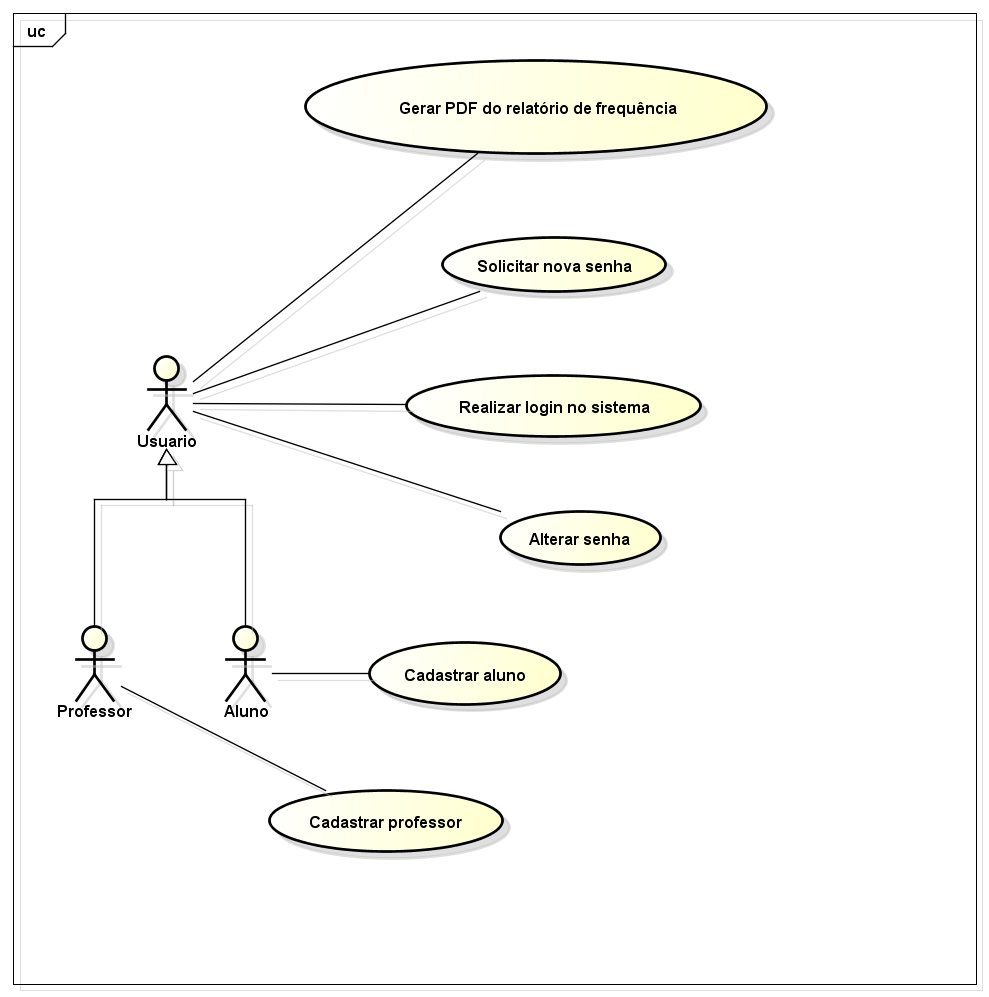 uc
Gerar PDF do relatório de frequência
Solicitar nova senha
Realizar login no sistema
Usuario
Alterar senha
Cadastrar aluno
Professor
Aluno
Cadastrar professor